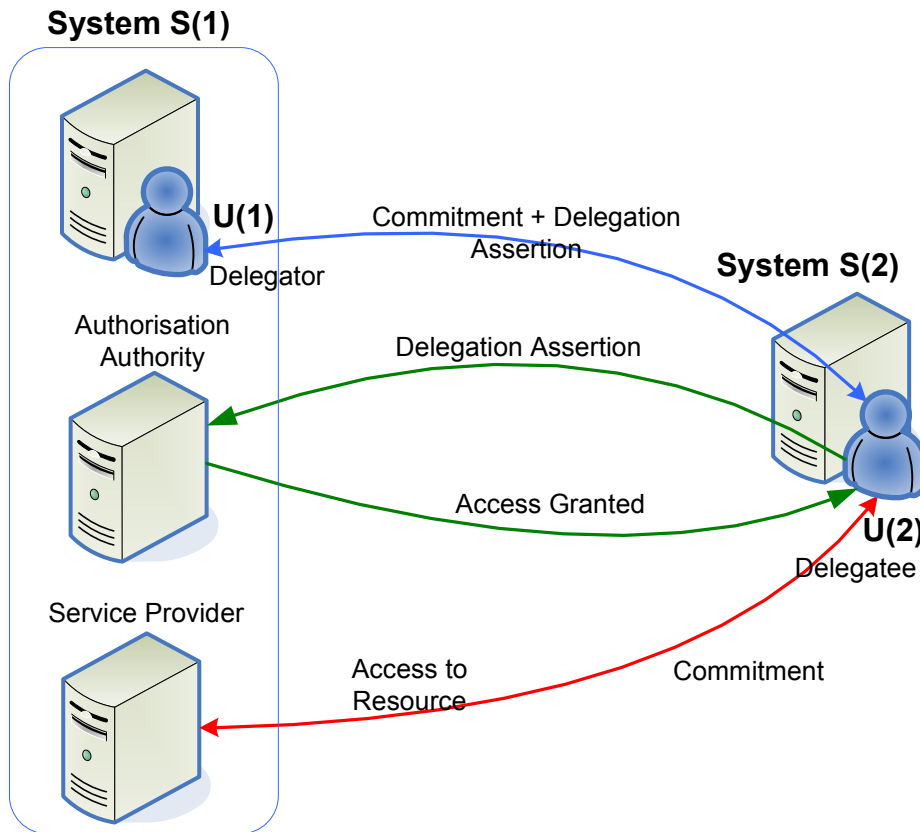 System S(1)
U(1)
Delegator
Commitment + Delegation
Assertion
System S(2)
Authorisation
Authority
Delegation Assertion
Access Granted
U(2)
Delegatee
Service Provider
Access to
Resource
Commitment